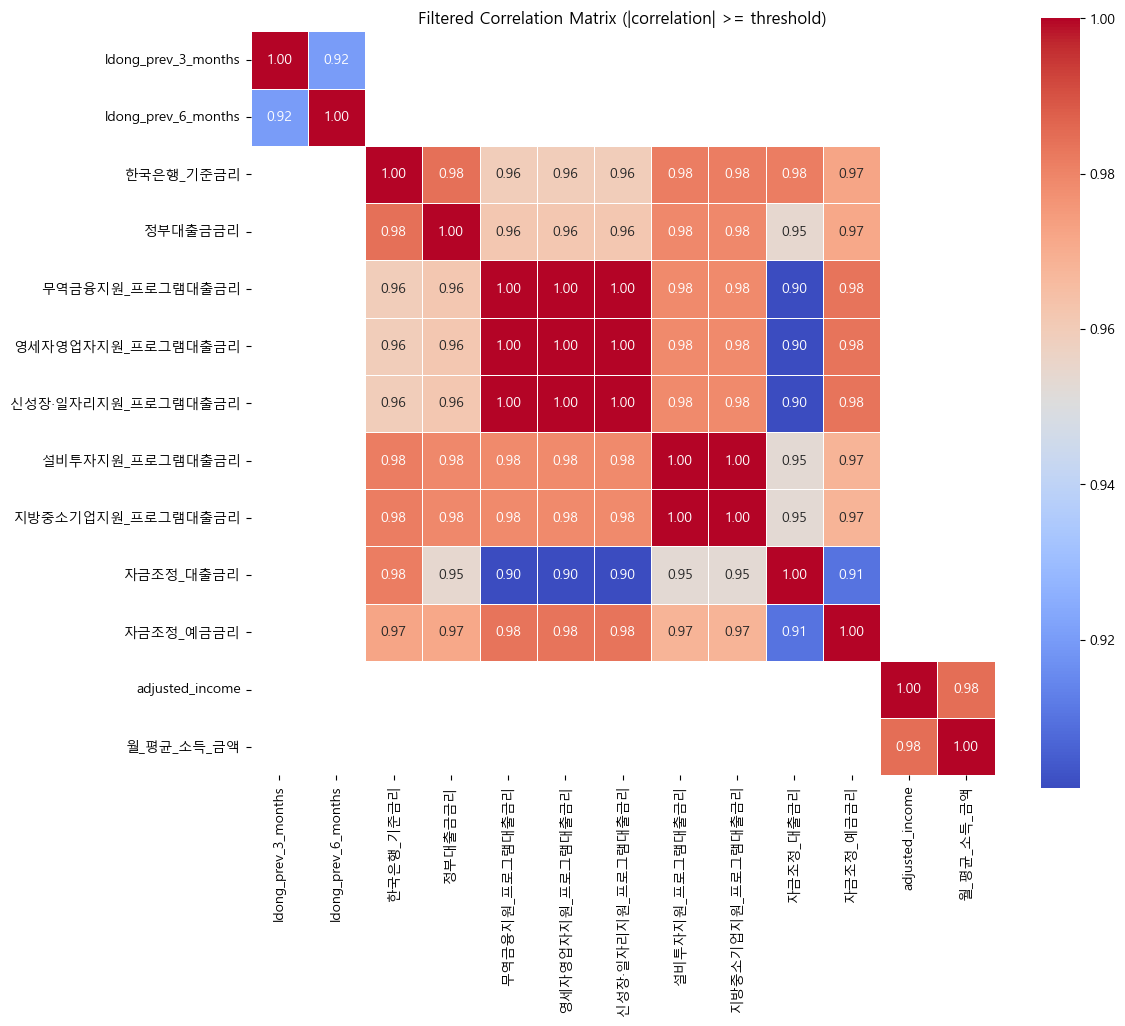 Filtered Correlation Matrix (|correlation| >= threshold)
ldong_prev_3_months
1.00 0.92
ldong_prev_6_months
0.92 1.00
한국은행_기준금리
1.00 0.98 0.96 0.96 0.96 0.98 0.98 0.98 0.97
정부대출금금리
0.98 1.00 0.96 0.96 0.96 0.98 0.98 0.95 0.97
무역금융지원_프로그램대출금리
0.96 0.96 1.00 1.00 1.00 0.98 0.98 0.90 0.98
영세자영업자지원_프로그램대출금리
0.96 0.96 1.00 1.00 1.00 0.98 0.98 0.90 0.98
신성장·일자리지원_프로그램대출금리
0.96 0.96 1.00 1.00 1.00 0.98 0.98 0.90 0.98
설비투자지원_프로그램대출금리
0.98 0.98 0.98 0.98 0.98 1.00 1.00 0.95 0.97
지방중소기업지원_프로그램대출금리
0.98 0.98 0.98 0.98 0.98 1.00 1.00 0.95 0.97
자금조정_대출금리
0.98 0.95 0.90 0.90 0.90 0.95 0.95 1.00 0.91
자금조정_예금금리
0.97 0.97 0.98 0.98 0.98 0.97 0.97 0.91 1.00
adjusted_income
1.00 0.98
월_평균_소득_금액
0.98 1.00
ldong_prev_3_months
ldong_prev_6_months
한국은행_기준금리
정부대출금금리
무역금융지원_프로그램대출금리
영세자영업자지원_프로그램대출금리
신성장·일자리지원_프로그램대출금리
설비투자지원_프로그램대출금리
지방중소기업지원_프로그램대출금리
자금조정_대출금리
자금조정_예금금리
adjusted_income
월_평균_소득_금액
1.00
0.98
0.96
0.94
0.92